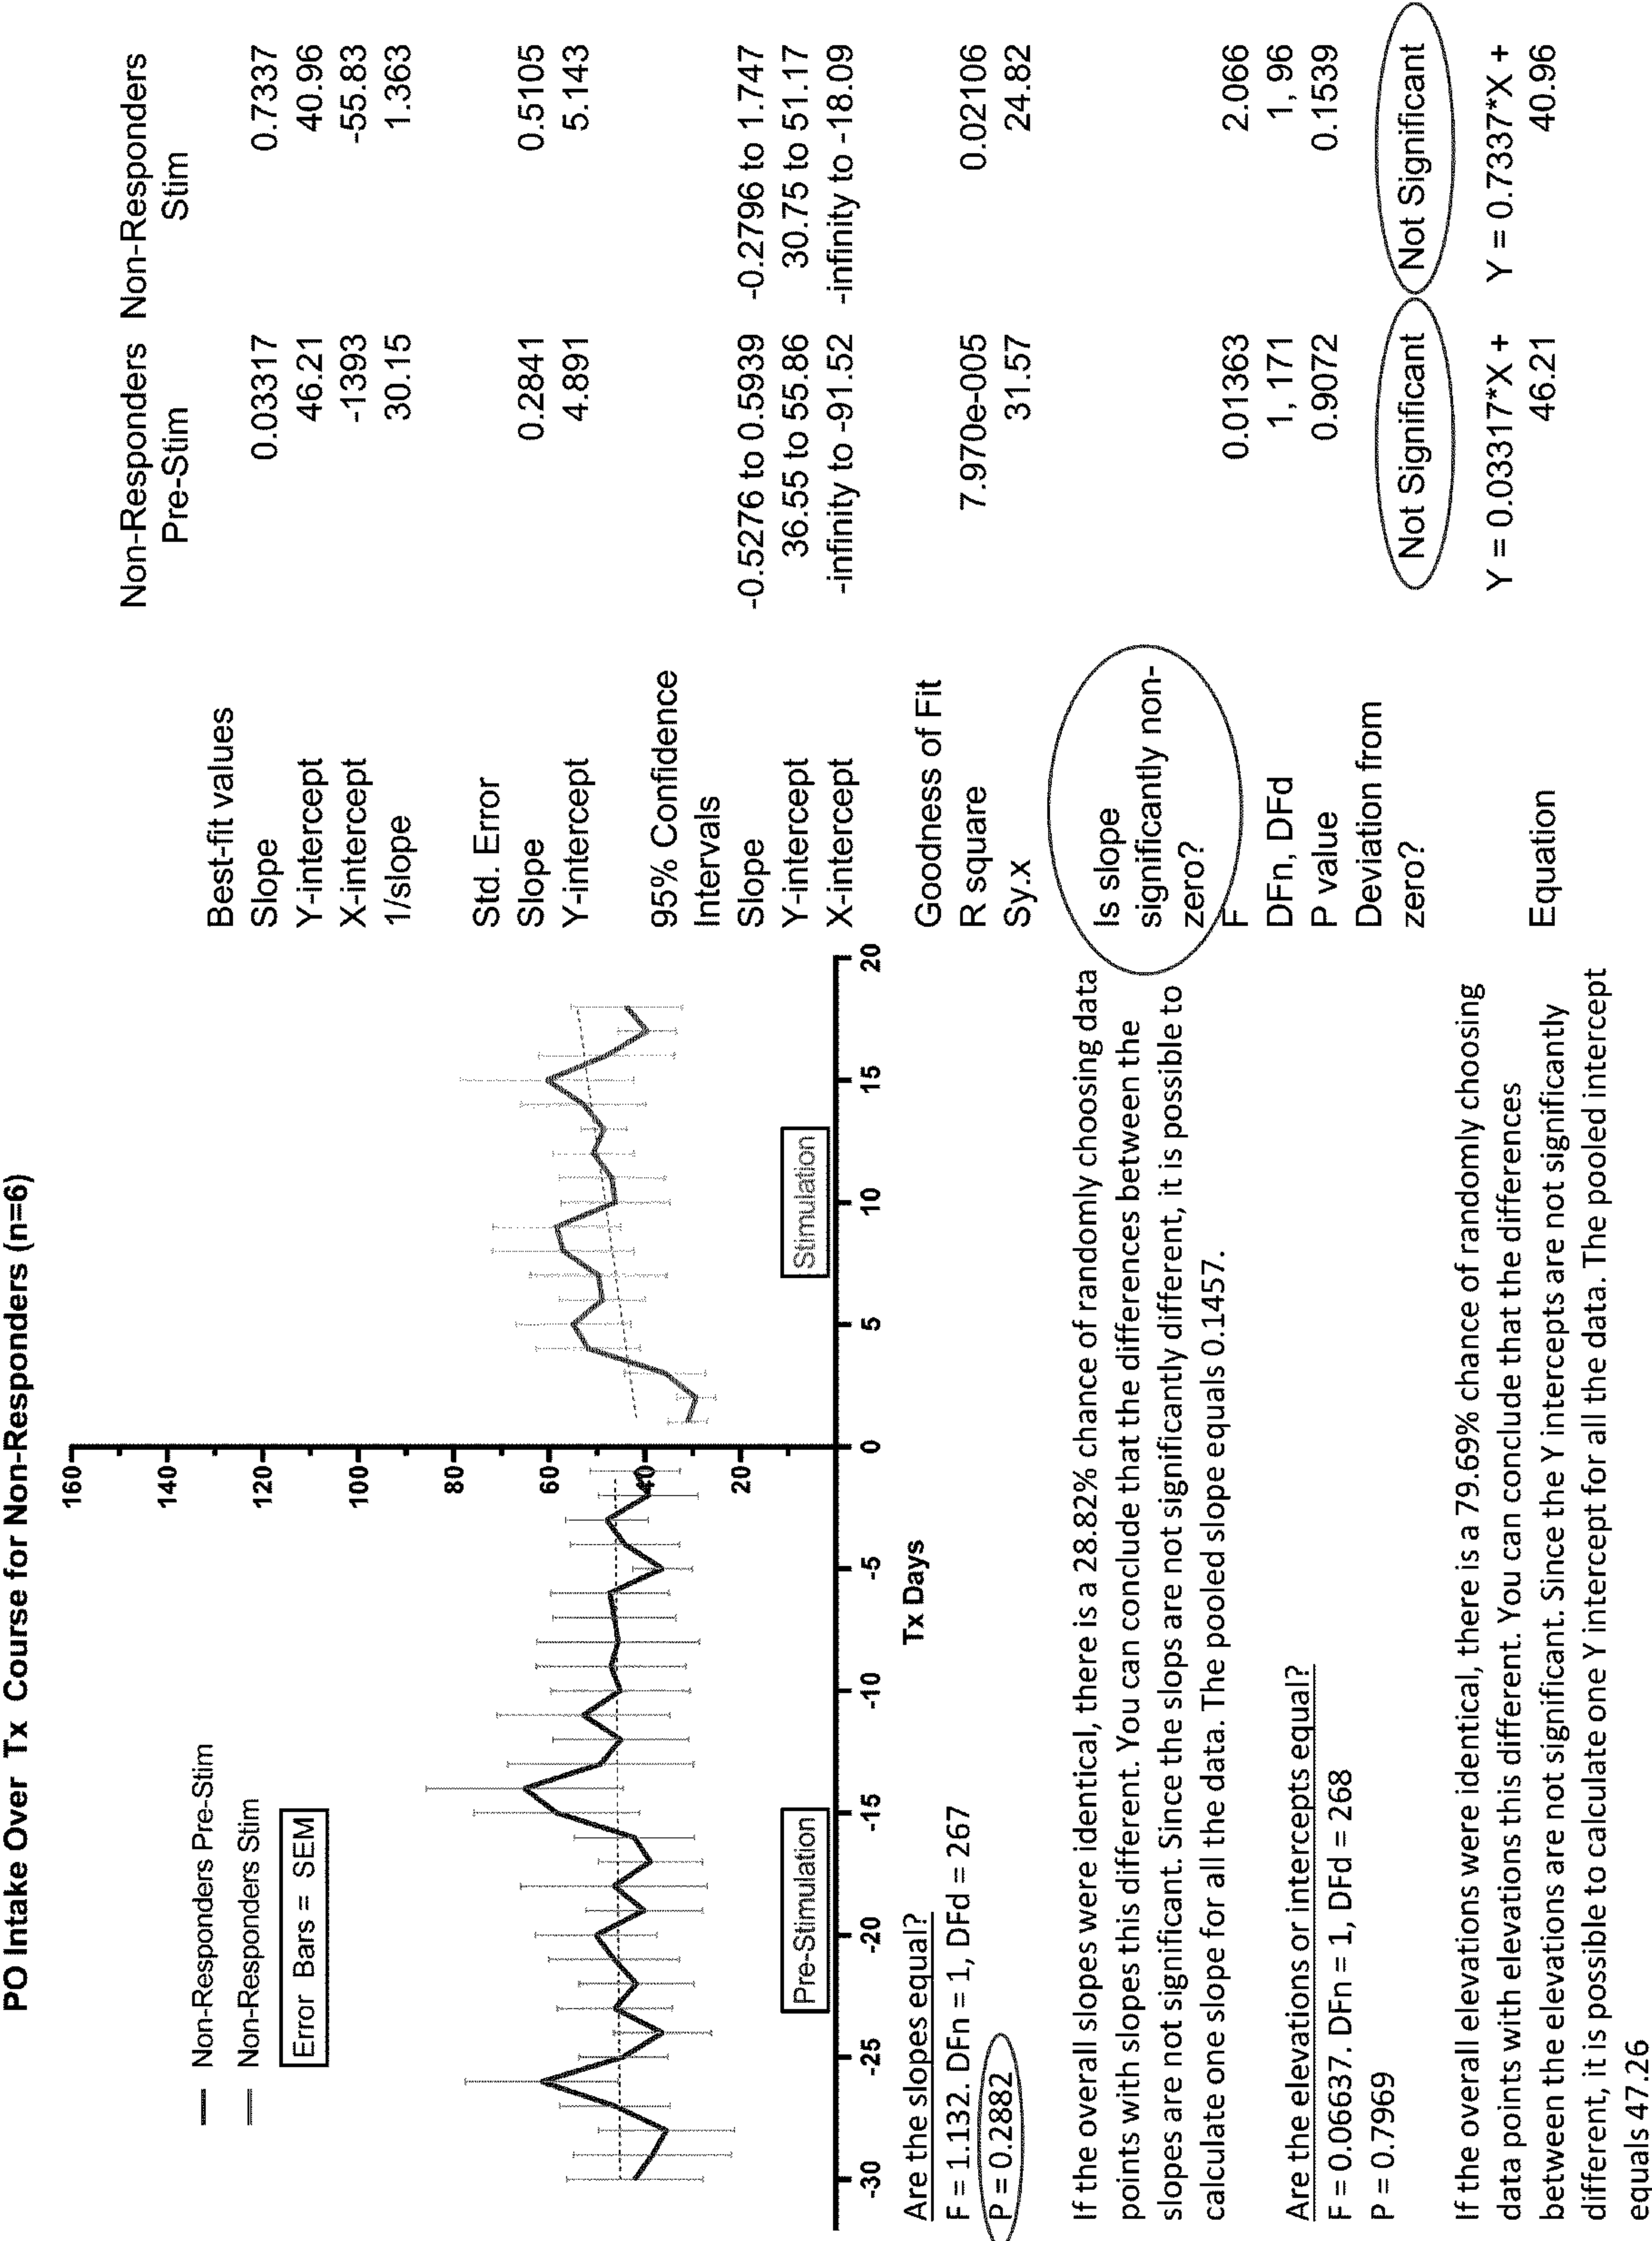 PO Intake Over Tx Course for Non-Responders (n=6)
Non-Responders Pre-Stim
Non-Responders Stim
Error Bars = SEM
160
140
120
100
80
60
40
20
Pre-Stimulation
Stimulation
-30 -25 -20 -15 -10 -5 0 5 10 15 20
Tx Days
Are the slopes equal?
F = 1.132. DFn = 1, DFd = 267
P = 0.2882
If the overall slopes were identical, there is a 28.82% chance of randomly choosing data
points with slopes this different. You can conclude that the differences between the
slopes are not significant. Since the slops are not significantly different, it is possible to
calculate one slope for all the data. The pooled slope equals 0.1457.
Are the elevations or intercepts equal?
F = 0.06637. DFn = 1, DFd = 268
P = 0.7969
If the overall elevations were identical, there is a 79.69% chance of randomly choosing
data points with elevations this different. You can conclude that the differences
between the elevations are not significant. Since the Y intercepts are not significantly
different, it is possible to calculate one Y intercept for all the data. The pooled intercept
equals 47.26
Non-Responders Non-Responders
Pre-Stim Stim
Best-fit values
Slope 0.03317 0.7337
Y-intercept 46.21 40.96
X-intercept -1393 -55.83
1/slope 30.15 1.363
Std. Error
Slope 0.2841 0.5105
Y-intercept 4.891 5.143
95% Confidence
Intervals
Slope -0.5276 to 0.5939 -0.2796 to 1.747
Y-intercept 36.55 to 55.86 30.75 to 51.17
X-intercept -infinity to -91.52 -infinity to -18.09
Goodness of Fit
R square 7.970e-005 0.02106
Sy.x 31.57 24.82
Is slope
significantly non-
zero?
F 0.01363 2.066
DFn, DFd 1, 171 1, 96
P value 0.9072 0.1539
Deviation from
zero? Not Significant Not Significant
Y = 0.03317*X + Y = 0.7337*X +
Equation 46.21 40.96